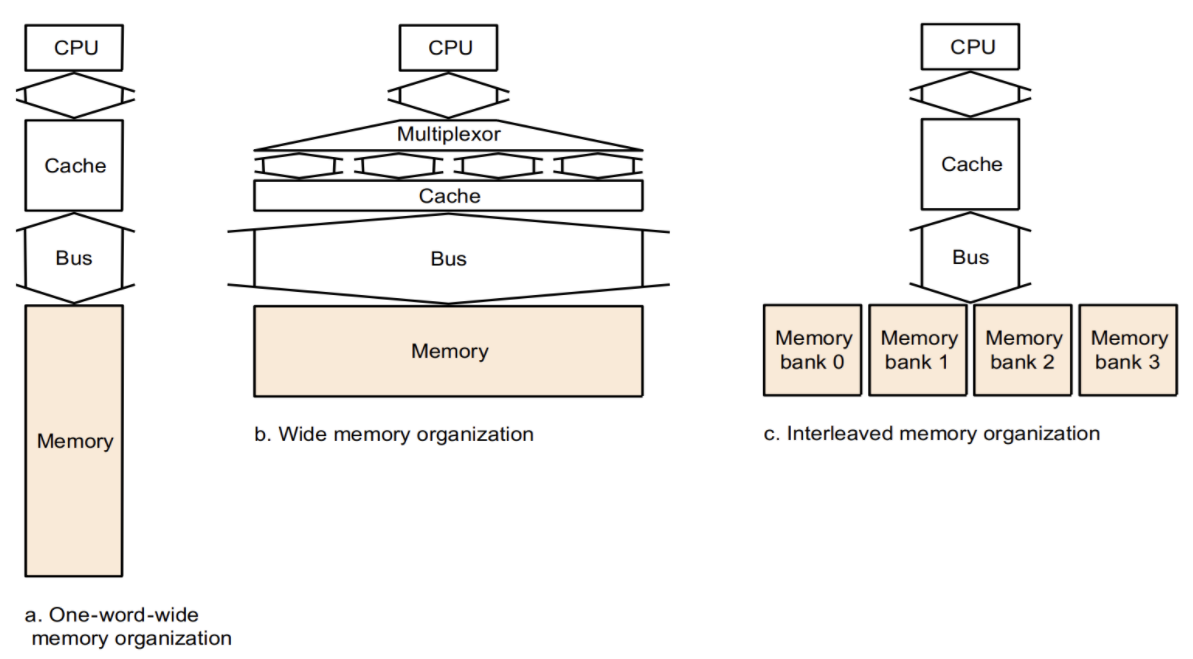 CPU
Cache
Bus
Memory
a. One-word-wide
memory organization
CPU
Multiplexor
Cache
Bus
Memory
b. Wide memory organization
CPU
Cache
Bus
Memory
bank 0
Memory
bank 1
Memory
bank 2
Memory
bank 3
c. Interleaved memory organization